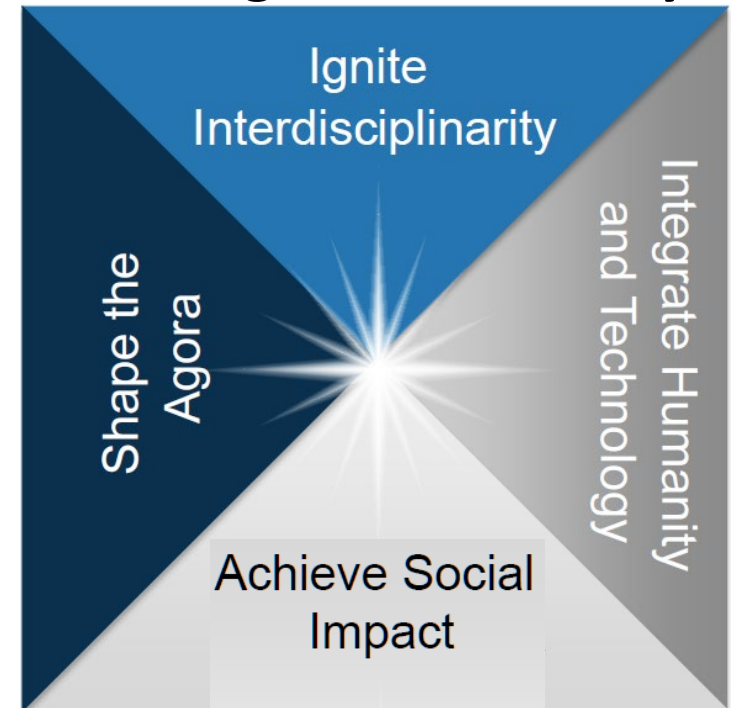 Ignite
Interdisciplinarity
Shape the
Agora
Integrate Humanity
and Technology
Achieve Social
Impact